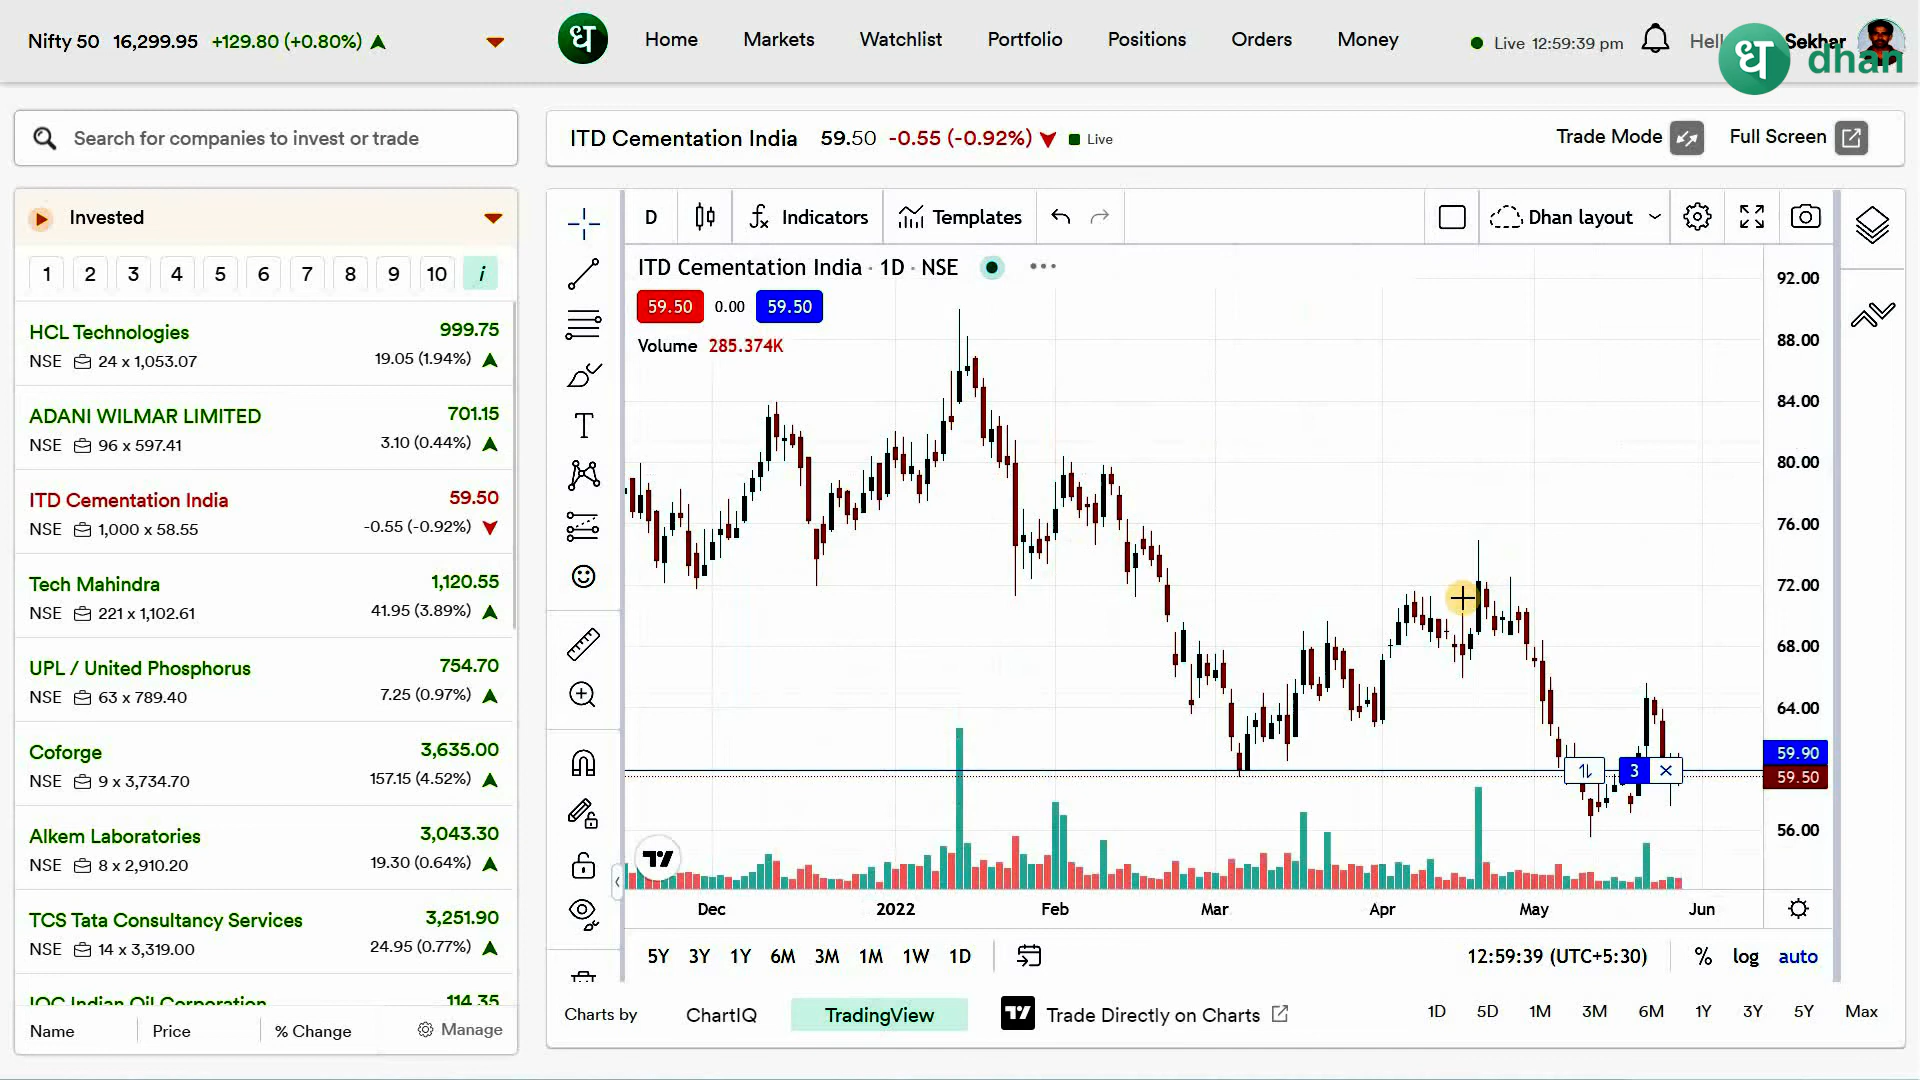 Nifty 50 16,299.95 +129.80 (+0.80%)
ध
Home Markets Watchlist Portfolio Positions Orders Money
Live 12:59:39 pm
Sekhar
ध dhan
Search for companies to invest or trade
ITD Cementation India 59.50 -0.55 (-0.92%) Live
Trade Mode Full Screen
Invested
1 2 3 4 5 6 7 8 9 10 i
HCL Technologies 999.75
NSE 24 x 1,053.07 19.05 (1.94%)
ADANI WILMAR LIMITED 701.15
NSE 96 x 597.41 3.10 (0.44%)
ITD Cementation India 59.50
NSE 1,000 x 58.55 -0.55 (-0.92%)
Tech Mahindra 1,120.55
NSE 221 x 1,102.61 41.95 (3.89%)
UPL / United Phosphorus 754.70
NSE 63 x 789.40 7.25 (0.97%)
Coforge 3,635.00
NSE 9 x 3,734.70 157.15 (4.52%)
Alkem Laboratories 3,043.30
NSE 8 x 2,910.20 19.30 (0.64%)
TCS Tata Consultancy Services 3,251.90
NSE 14 x 3,319.00 24.95 (0.77%)
IOC Indian Oil Corporation 114.35
Name Price % Change Manage
D Indicators Templates Dhan layout
ITD Cementation India · 1D · NSE
59.50 0.00 59.50
Volume 285.374K
92.00
88.00
84.00
80.00
76.00
72.00
68.00
64.00
59.90
3
59.50
56.00
Dec 2022 Feb Mar Apr May Jun
5Y 3Y 1Y 6M 3M 1M 1W 1D 12:59:39 (UTC+5:30) % log auto
Charts by ChartIQ TradingView Trade Directly on Charts 1D 5D 1M 3M 6M 1Y 3Y 5Y Max